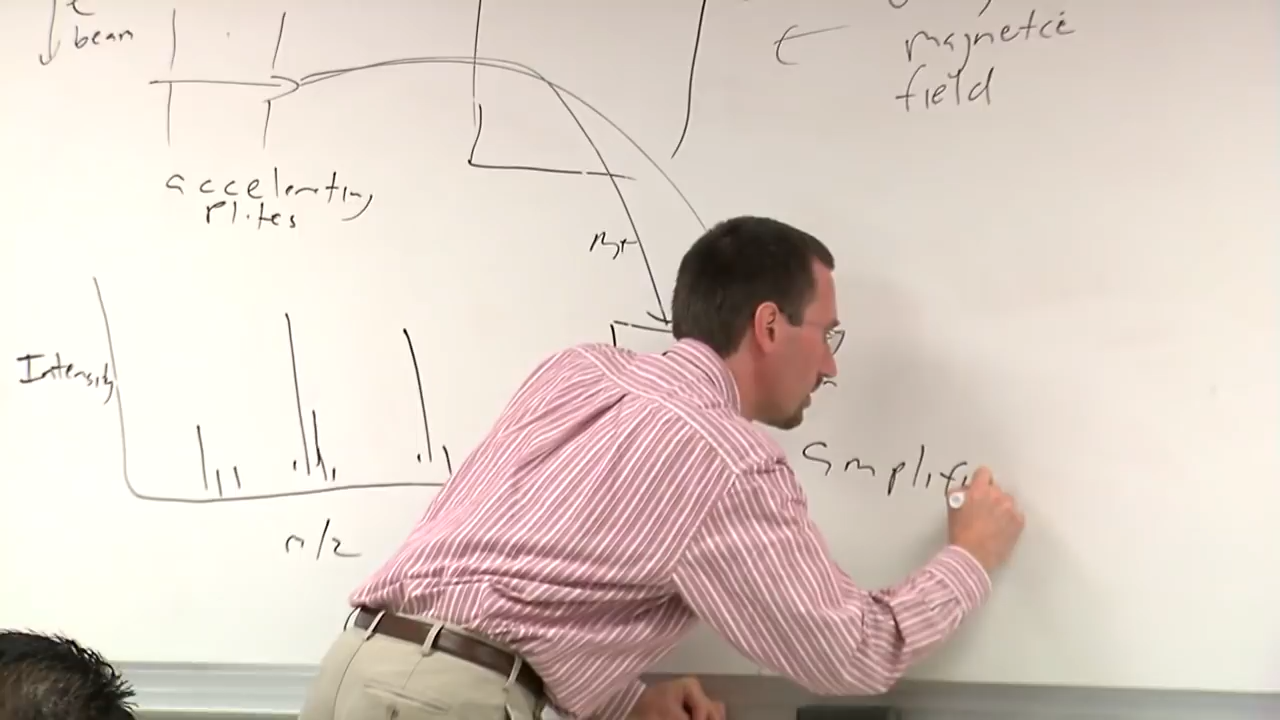 beam
magnetic
field
accelerating
plates
M+
Intensity
m/z
Amplifi